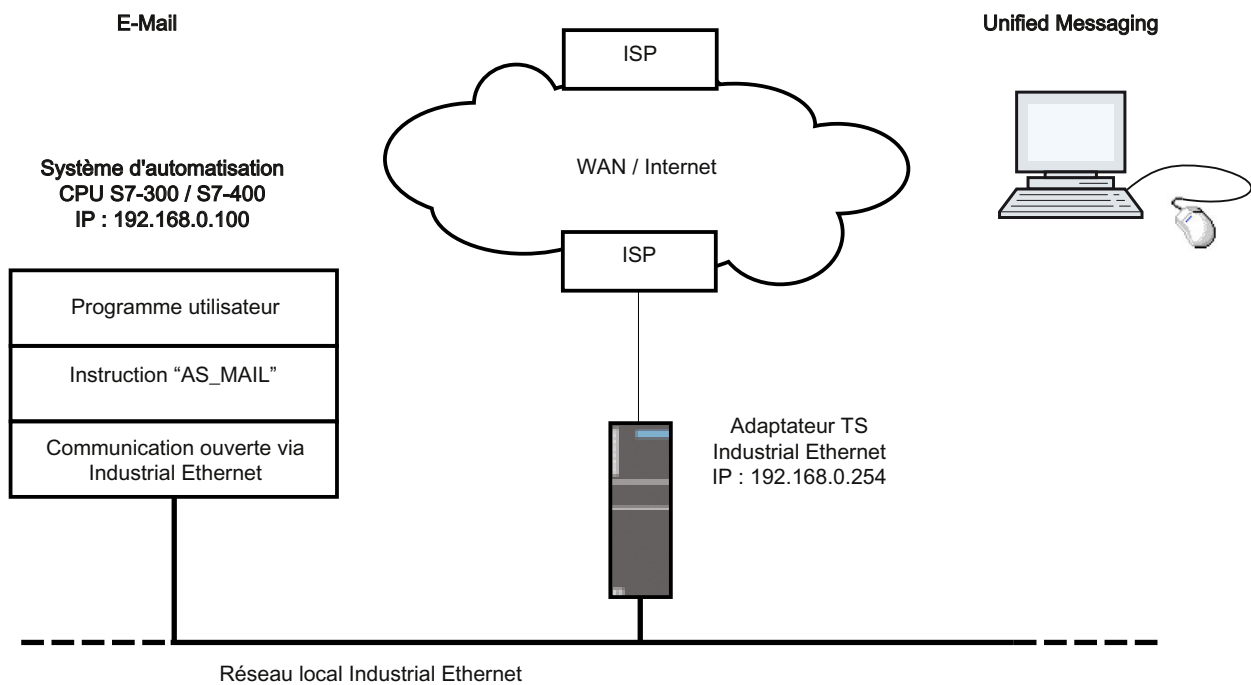 E-Mail
Unified Messaging
ISP
WAN / Internet
ISP
Système d'automatisation
CPU S7-300 / S7-400
IP : 192.168.0.100
Programme utilisateur
Instruction “AS_MAIL”
Communication ouverte via
Industrial Ethernet
Adaptateur TS
Industrial Ethernet
IP : 192.168.0.254
Réseau local Industrial Ethernet